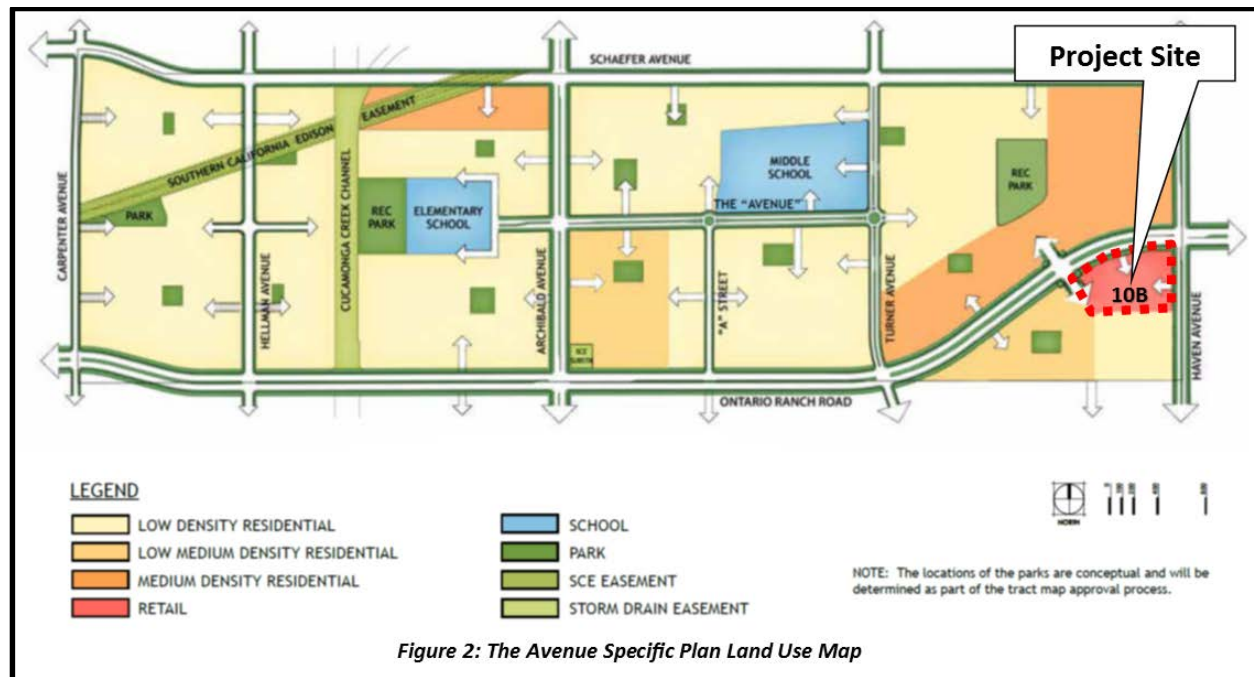 Project Site
SCHAEFER AVENUE
SOUTHERN CALIFORNIA EDISON EASEMENT
CARPENTER AVENUE
PARK
HELLMAN AVENUE
CUCAMONGA CREEK CHANNEL
REC
PARK
ELEMENTARY
SCHOOL
ARCHIBALD AVENUE
SCE
MIDDLE
SCHOOL
THE "AVENUE"
"A" STREET
TURNER AVENUE
REC
PARK
10B
HAVEN AVENUE
ONTARIO RANCH ROAD
LEGEND
LOW DENSITY RESIDENTIAL
LOW MEDIUM DENSITY RESIDENTIAL
MEDIUM DENSITY RESIDENTIAL
RETAIL
SCHOOL
PARK
SCE EASEMENT
STORM DRAIN EASEMENT
NORTH
NOTE: The locations of the parks are conceptual and will be
determined as part of the tract map approval process.
Figure 2: The Avenue Specific Plan Land Use Map